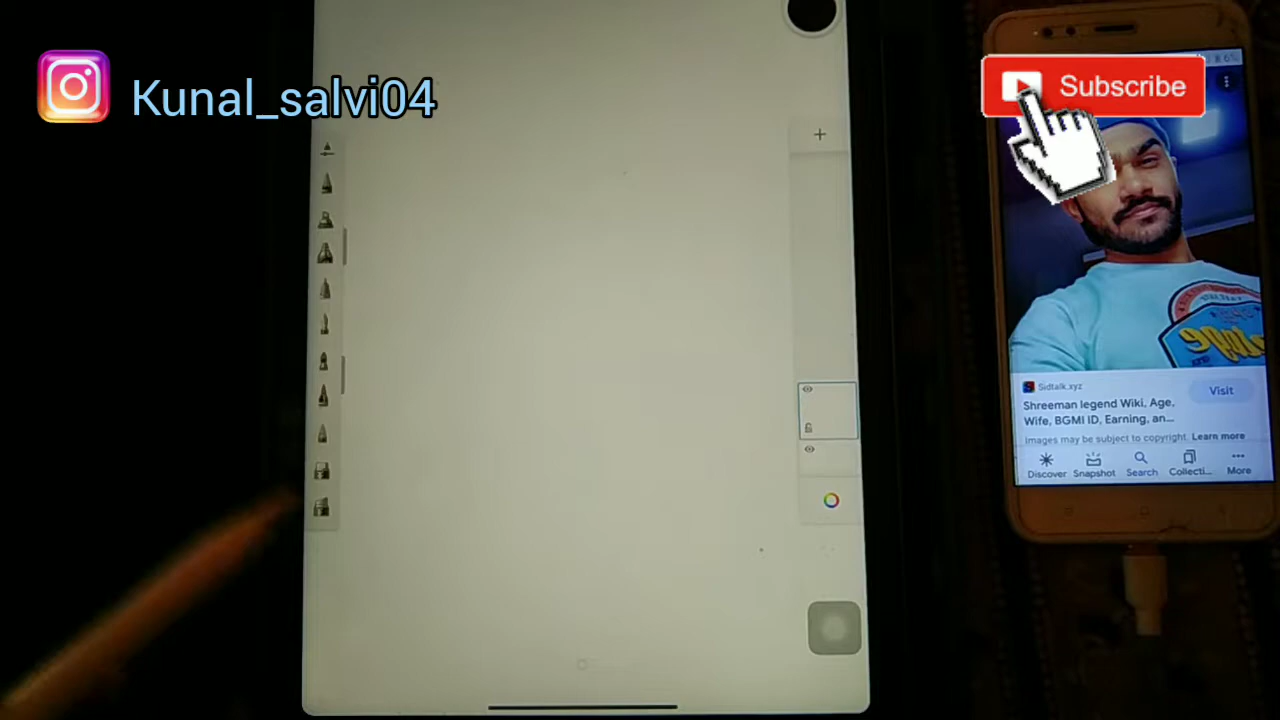 Kunal_salvi04
Subscribe
Sidtalk.xyz
Visit
Shreeman legend Wiki, Age,
Wife, BGMI ID, Earning, an...
Images may be subject to copyright. Learn more
Discover Snapshot Search Collecti... More